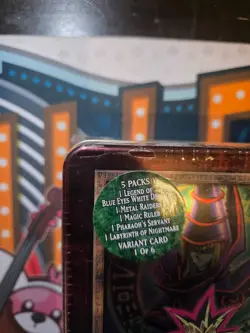 5 PACKS
1 LEGEND OF
BLUE EYES WHITE D
1 METAL RAIDERS
1 MAGIC RULER
1 PHARAOH'S SERVANT
1 LABYRINTH OF NIGHTMARE
VARIANT CARD
1 OF 6